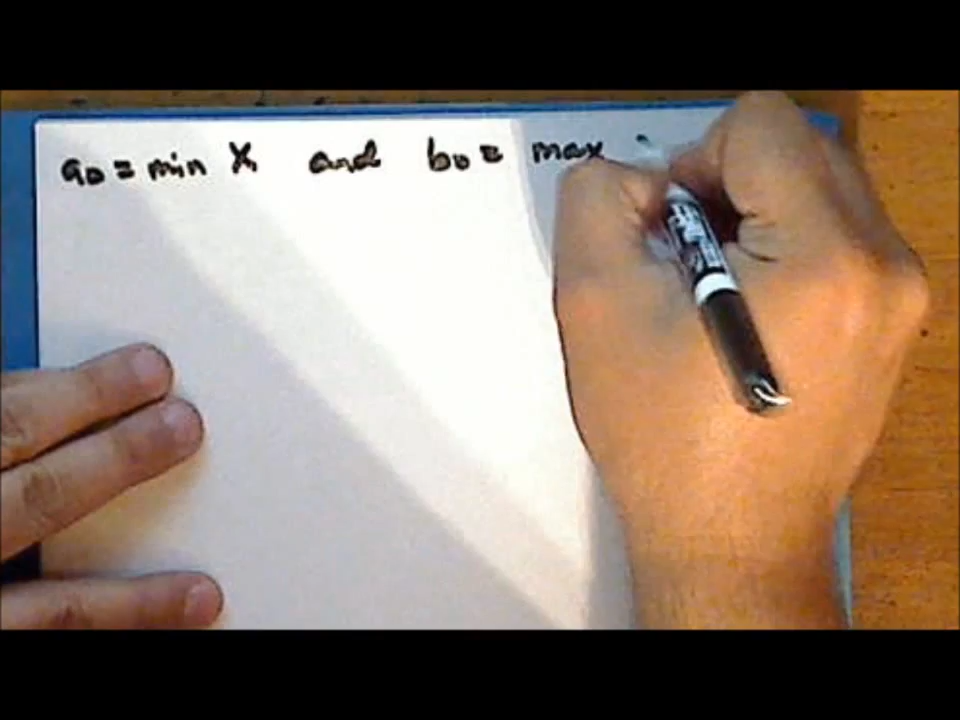 a₀ = min X and b₀ = max